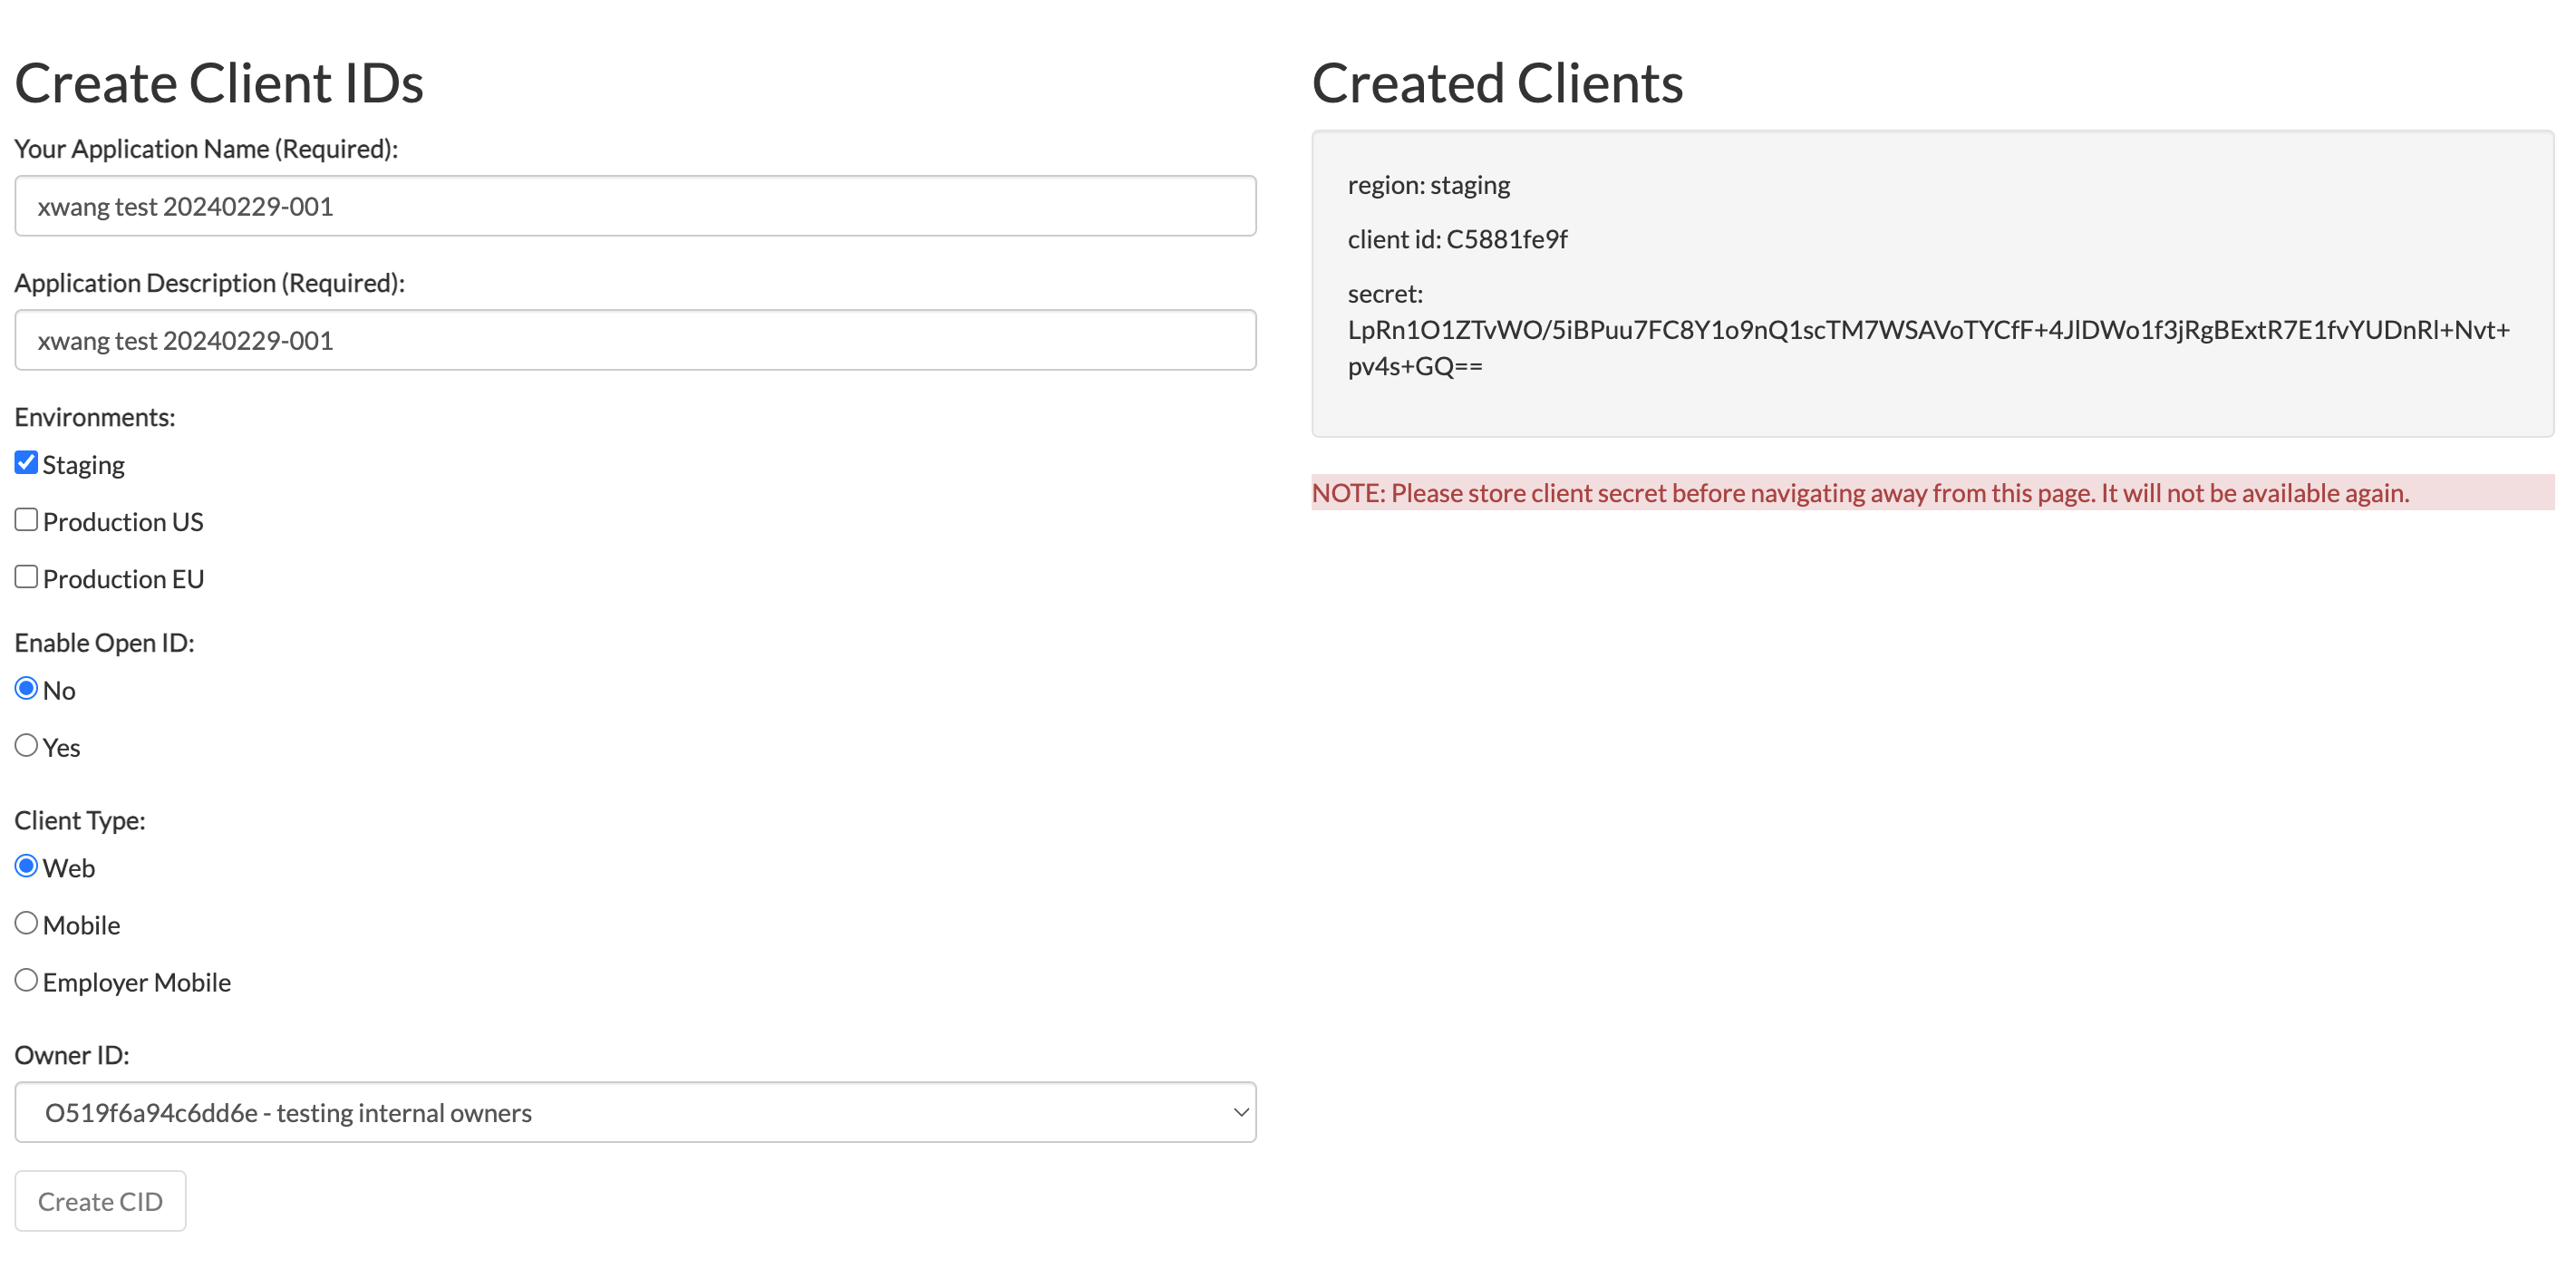 Create Client IDs
Your Application Name (Required):
xwang test 20240229-001
Application Description (Required):
xwang test 20240229-001
Environments:
Staging
Production US
Production EU
Enable Open ID:
No
Yes
Client Type:
Web
Mobile
Employer Mobile
Owner ID:
O519f6a94c6dd6e - testing internal owners
Create CID
Created Clients
region: staging
client id: C5881fe9f
secret:
LpRn1O1ZTvWO/5iBPuu7FC8Y1o9nQ1scTM7WSAVoTYCfF+4JlDWo1f3jRgBExtR7E1fvYUDnRl+Nvt+
pv4s+GQ==
NOTE: Please store client secret before navigating away from this page. It will not be available again.